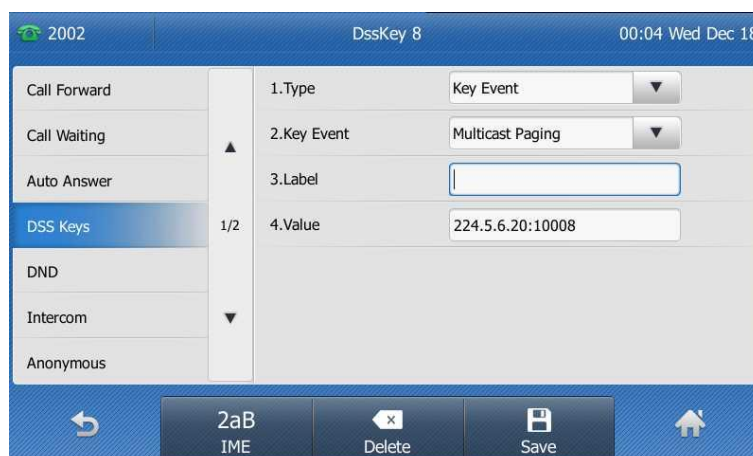 2002 DssKey 8 00:04 Wed Dec 18
Call Forward
Call Waiting
Auto Answer
DSS Keys
DND
Intercom
Anonymous
1/2
1.Type Key Event
2.Key Event Multicast Paging
3.Label
4.Value 224.5.6.20:10008
2aB
IME
Delete
Save